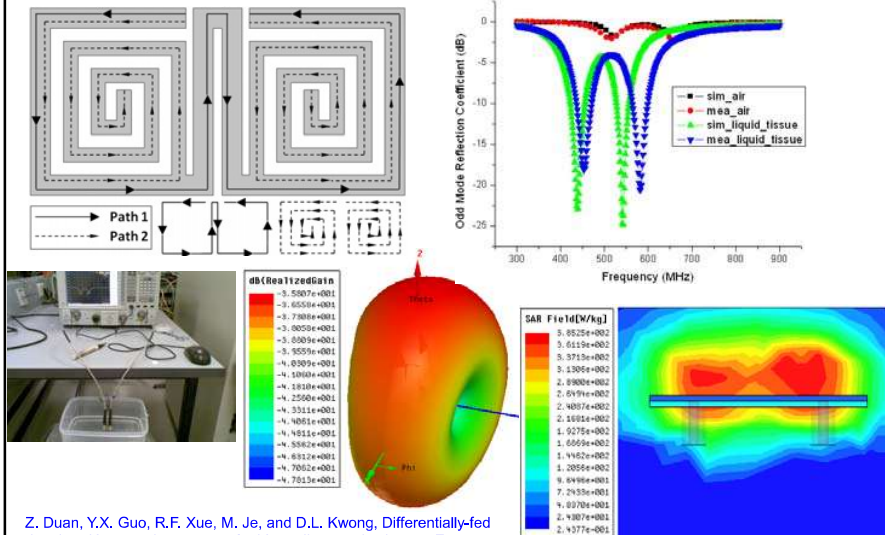 Path 1
Path 2
Odd Mode Reflection Coefficient (dB)
0
-5
-10
-15
-20
-25
sim_air
mea_air
sim_liquid_tissue
mea_liquid_tissue
300 400 500 600 700 800 900
Frequency (MHz)
dB(RealizedGain
-3.5807e+001
-3.6558e+001
-3.7308e+001
-3.8058e+001
-3.8809e+001
-3.9559e+001
-4.0309e+001
-4.1060e+001
-4.1810e+001
-4.2560e+001
-4.3311e+001
-4.4061e+001
-4.4811e+001
-4.5562e+001
-4.6312e+001
-4.7062e+001
-4.7813e+001
Z
Theta
Phi
SAR Field[W/kg]
3.8525e+002
3.6119e+002
3.3713e+002
3.1306e+002
2.8900e+002
2.6494e+002
2.4087e+002
2.1681e+002
1.9275e+002
1.6869e+002
1.4462e+002
1.2056e+002
9.6496e+001
7.2433e+001
4.8370e+001
2.4307e+001
2.4377e-001
Z. Duan, Y.X. Guo, R.F. Xue, M. Je, and D.L. Kwong, Differentially-fed